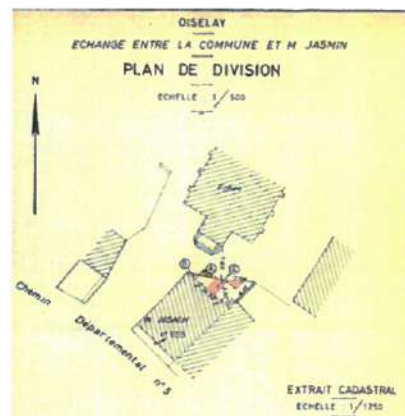 OISELAY
ECHANGE ENTRE LA COMMUNE ET M JASMIN
PLAN DE DIVISION
ECHELLE 1/500
N
Eglise
Chemin
Départemental n° 5
M. JASMIN
EXTRAIT CADASTRAL
ECHELLE 1/1250